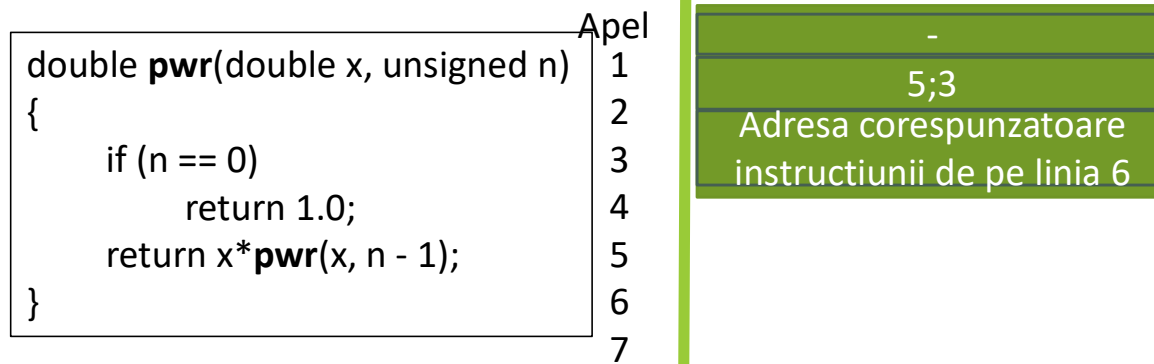 Apel
double pwr(double x, unsigned n)
{
if (n == 0)
return 1.0;
return x*pwr(x, n - 1);
}
1
2
3
4
5
6
7
-
5;3
Adresa corespunzatoare
instructiunii de pe linia 6